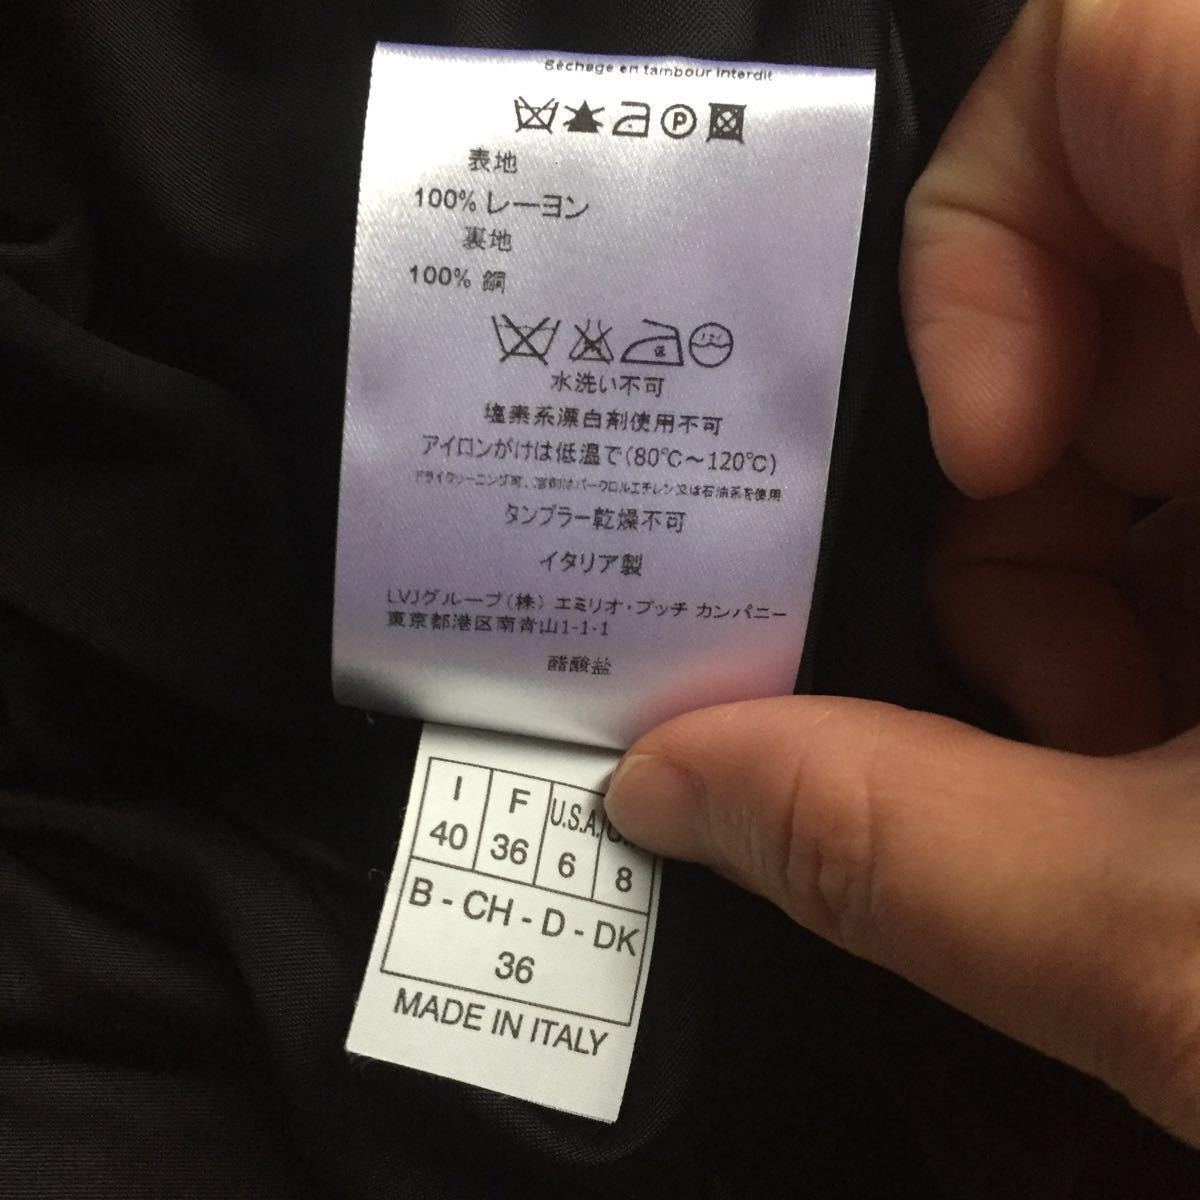 Séchage en tambour interdit
P
表地
100% レーヨン
裏地
100% 銅
低
水洗い不可
塩素系漂白剤使用不可
アイロンがけは低温で(80℃～120℃)
ドライクリーニング可、溶剤はパークロルエチレン又は石油系を使用
タンブラー乾燥不可
イタリア製
LVJグループ(株) エミリオ・プッチ カンパニー
東京都港区南青山1-1-1
醋酸盐
I F U.S.A.
40 36 6 8
B - CH - D - DK
36
MADE IN ITALY